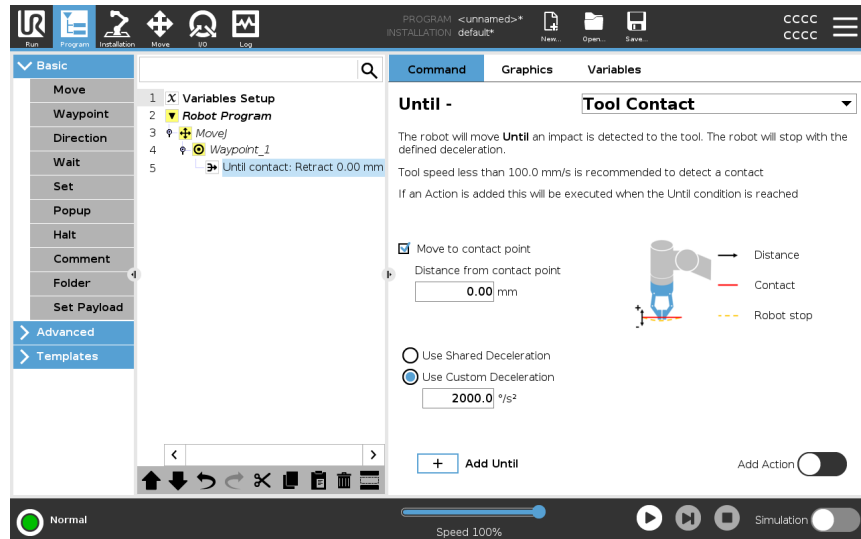 PROGRAM <unnamed>*
INSTALLATION default*
CCCC
CCCC
Run
Program
Installation
Move
I/O
Log
New...
Open...
Save...
Basic
Move
Waypoint
Direction
Wait
Set
Popup
Halt
Comment
Folder
Set Payload
Advanced
Templates
1 X Variables Setup
2 Robot Program
3 MoveJ
4 Waypoint_1
5 Until contact: Retract 0.00 mm
Command Graphics Variables
Until - Tool Contact
The robot will move Until an impact is detected to the tool. The robot will stop with the
defined deceleration.
Tool speed less than 100.0 mm/s is recommended to detect a contact
If an Action is added this will be executed when the Until condition is reached
Move to contact point
Distance from contact point
0.00 mm
Distance
Contact
Robot stop
+
-
Use Shared Deceleration
Use Custom Deceleration
2000.0 °/s²
+ Add Until
Add Action
Normal
Speed 100%
Simulation